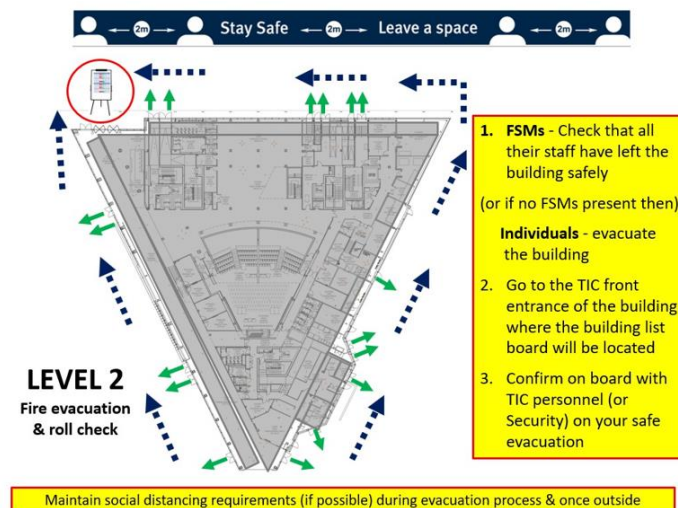 2m Stay Safe 2m Leave a space 2m
1. FSMs - Check that all
their staff have left the
building safely
(or if no FSMs present then)
Individuals - evacuate
the building
2. Go to the TIC front
entrance of the building
where the building list
board will be located
3. Confirm on board with
TIC personnel (or
Security) on your safe
evacuation
LEVEL 2
Fire evacuation
& roll check
Maintain social distancing requirements (if possible) during evacuation process & once outside